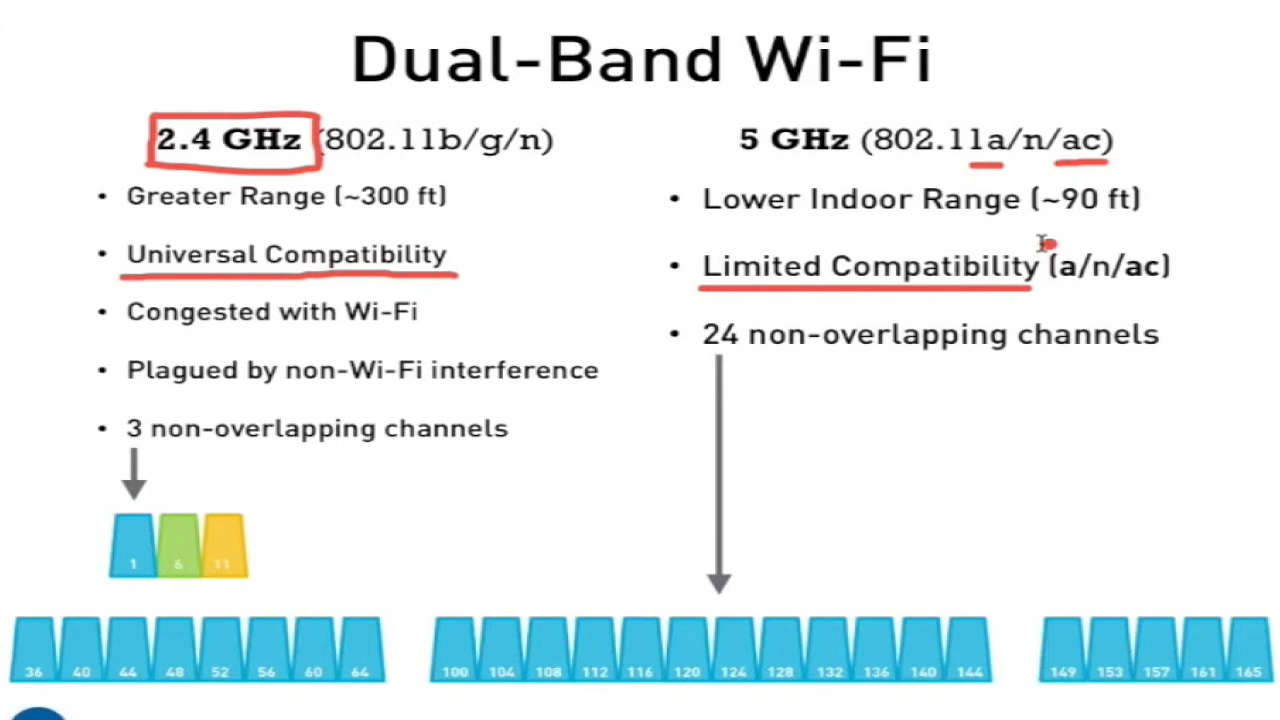 Dual-Band Wi-Fi
2.4 GHz (802.11b/g/n)
• Greater Range (~300 ft)
• Universal Compatibility
• Congested with Wi-Fi
• Plagued by non-Wi-Fi interference
• 3 non-overlapping channels
1 6 11
5 GHz (802.11a/n/ac)
• Lower Indoor Range (~90 ft)
• Limited Compatibility (a/n/ac)
• 24 non-overlapping channels
36 40 44 48 52 56 60 64 100 104 108 112 116 120 124 128 132 136 140 144 149 153 157 161 165